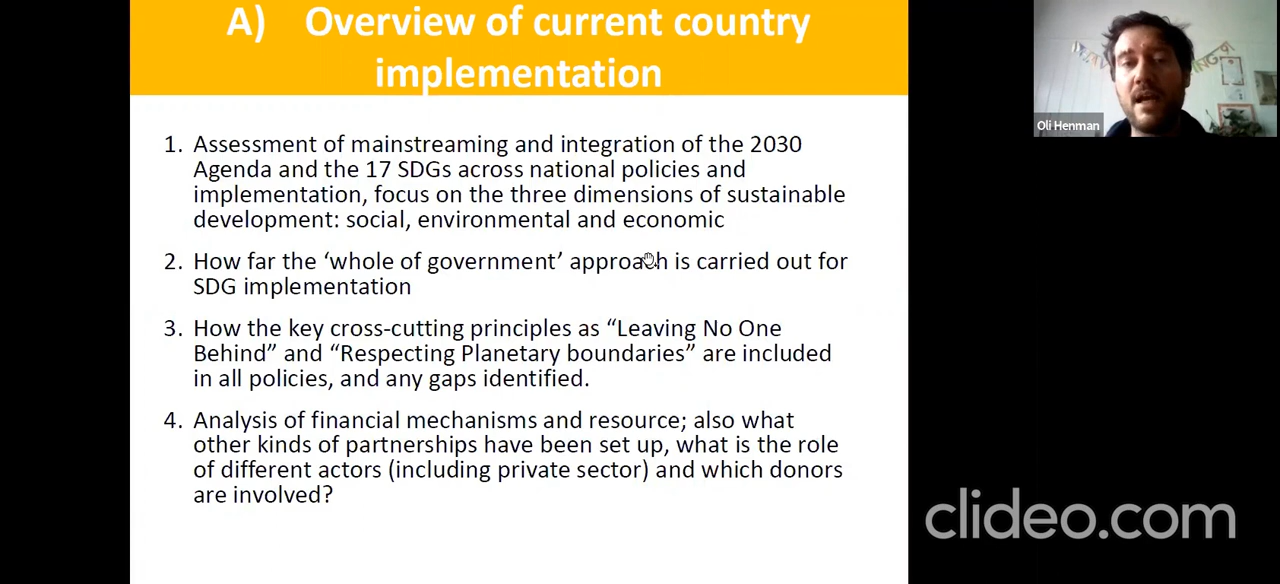 A) Overview of current country
implementation
1. Assessment of mainstreaming and integration of the 2030
Agenda and the 17 SDGs across national policies and
implementation, focus on the three dimensions of sustainable
development: social, environmental and economic
2. How far the ‘whole of government’ approach is carried out for
SDG implementation
3. How the key cross-cutting principles as “Leaving No One
Behind” and “Respecting Planetary boundaries” are included
in all policies, and any gaps identified.
4. Analysis of financial mechanisms and resource; also what
other kinds of partnerships have been set up, what is the role
of different actors (including private sector) and which donors
are involved?
Oli Henman
clideo.com